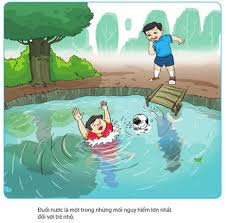 Đuối nước là một trong những mối nguy hiểm lớn nhất
đối với trẻ nhỏ.